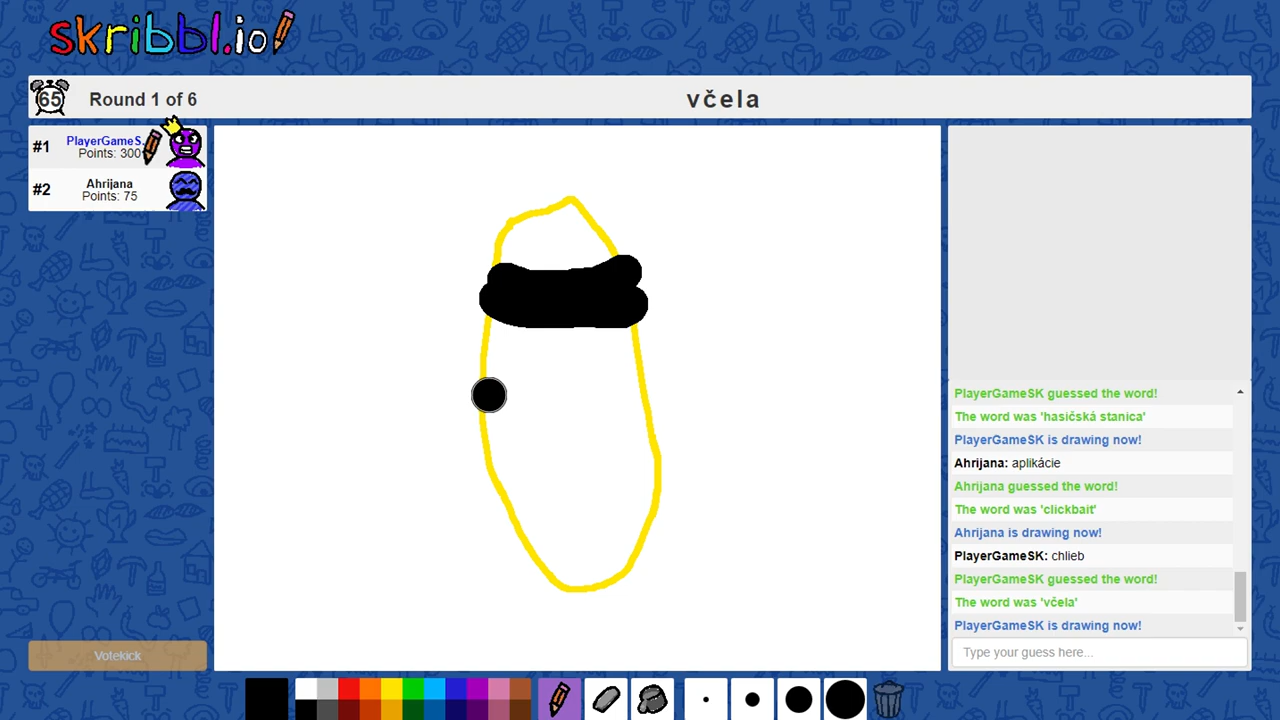 skribbl.io
65 Round 1 of 6 včela
#1 PlayerGameS.
Points: 300
#2 Ahrijana
Points: 75
PlayerGameSK guessed the word!
The word was 'hasičská stanica'
PlayerGameSK is drawing now!
Ahrijana: aplikácie
Ahrijana guessed the word!
The word was 'clickbait'
Ahrijana is drawing now!
PlayerGameSK: chlieb
PlayerGameSK guessed the word!
The word was 'včela'
PlayerGameSK is drawing now!
Type your guess here...
Votekick